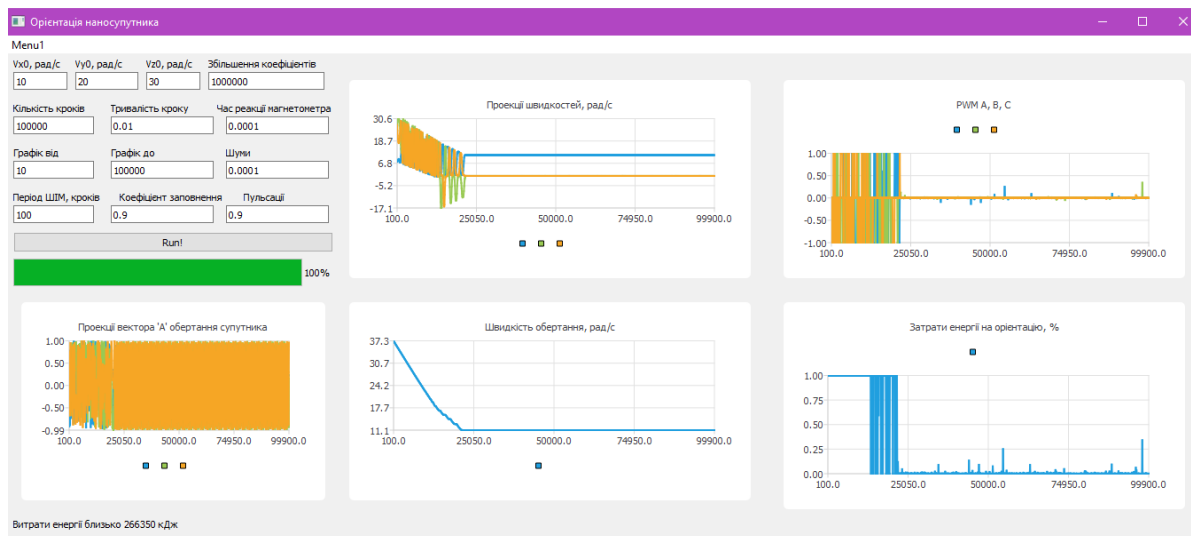 Орієнтація наносупутника
Menu1
Vx0, рад/с Vy0, рад/с Vz0, рад/с Збільшення коефіцієнтів
10 20 30 1000000
Кількість кроків Тривалість кроку Час реакції магнетометра
100000 0.01 0.0001
Графік від Графік до Шуми
10 100000 0.0001
Період ШІМ, кроків Коефіцієнт заповнення Пульсації
100 0.9 0.9
Run!
100%
Проекції швидкостей, рад/с
30.6
18.7
6.8
-5.2
-17.1
100.0 25050.0 50000.0 74950.0 99900.0
PWM A, B, C
1.00
0.50
0.00
-0.50
-1.00
100.0 25050.0 50000.0 74950.0 99900.0
Проекції вектора 'A' обертання супутника
1.00
0.50
0.00
-0.50
-0.99
100.0 25050.0 50000.0 74950.0 99900.0
Швидкість обертання, рад/с
37.3
30.7
24.2
17.7
11.1
100.0 25050.0 50000.0 74950.0 99900.0
Затрати енергії на орієнтацію, %
1.00
0.75
0.50
0.25
0.00
100.0 25050.0 50000.0 74950.0 99900.0
Витрати енергії близько 266350 кДж